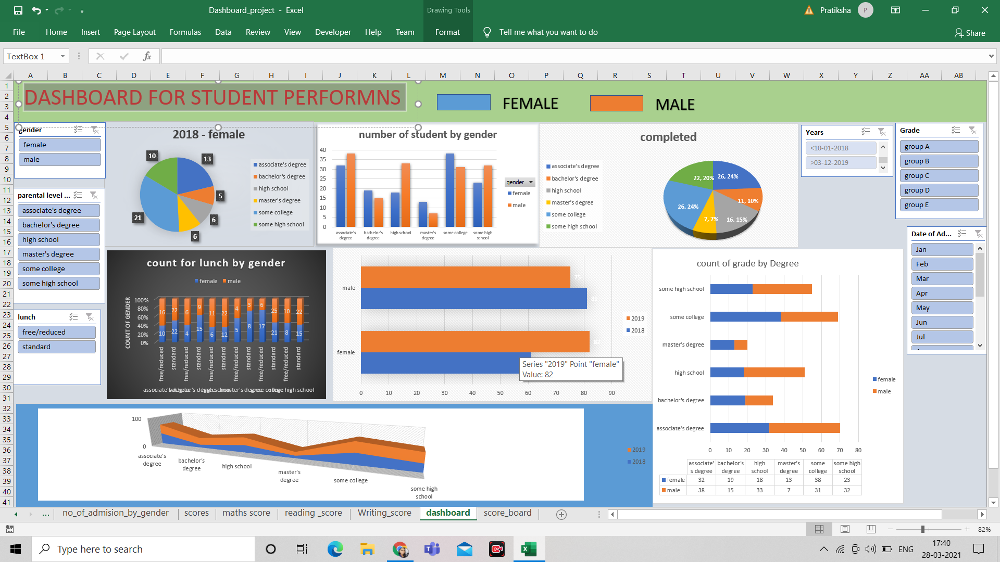 Dashboard_project - Excel
Drawing Tools
Pratiksha
P
File Home Insert Page Layout Formulas Data Review View Developer Help Team Format Tell me what you want to do Share
TextBox 1 fx
A B C D E F G H I J K L M N O P Q R S T U V W X Y Z AA AB
1
2
3
4
5
6
7
8
9
10
11
12
13
14
15
16
17
18
19
20
21
22
23
24
25
26
27
28
29
30
31
32
33
34
35
36
37
38
39
40
41
DASHBOARD FOR STUDENT PERFORMNS
FEMALE MALE
gender
female
male
parental level ...
associate's degree
bachelor's degree
high school
master's degree
some college
some high school
lunch
free/reduced
standard
2018 - female
10 13 5 6 6 21
associate's degree
bachelor's degree
high school
master's degree
some college
some high school
number of student by gender
40
35
30
25
20
15
10
5
0
associate's degree bachelor's degree high school master's degree some college some high school
gender
female
male
completed
associate's degree
bachelor's degree
high school
master's degree
some college
some high school
22, 20% 26, 24%
11, 10%
26, 24%
7, 7% 16, 15%
Years
<10-01-2018
>03-12-2019
Grade
group A
group B
group C
group D
group E
Date of Ad...
Jan
Feb
Mar
Apr
May
Jun
Jul
count for lunch by gender
female male
COUNT OF GENDER
100%
80%
60%
40%
20%
0%
16 22 6 9 11 22 4 3 6 25 10 22
10 22 4 15 6 12 5 8 17 21 8 15
free/reduced standard free/reduced standard free/reduced standard free/reduced standard free/reduced standard free/reduced standard
associate's degree bachelor's degree high school master's degree some college some high school
male
75
81
female
82
2019
2018
Series "2019" Point "female"
Value: 82
0 10 20 30 40 50 60 70 80 90
count of grade by Degree
some high school
some college
master's degree
high school
bachelor's degree
associate's degree
female
male
0 10 20 30 40 50 60 70 80
associate's degree bachelor's degree high school master's degree some college some high school
female 32 19 18 13 38 23
male 38 15 33 7 31 32
100
0
associate's degree
bachelor's degree
high school
master's degree
some college
some high school
2019
2018
... no_of_admision_by_gender scores maths score reading _score Writing_score dashboard score_board
82%
Type here to search
ENG
17:40
28-03-2021